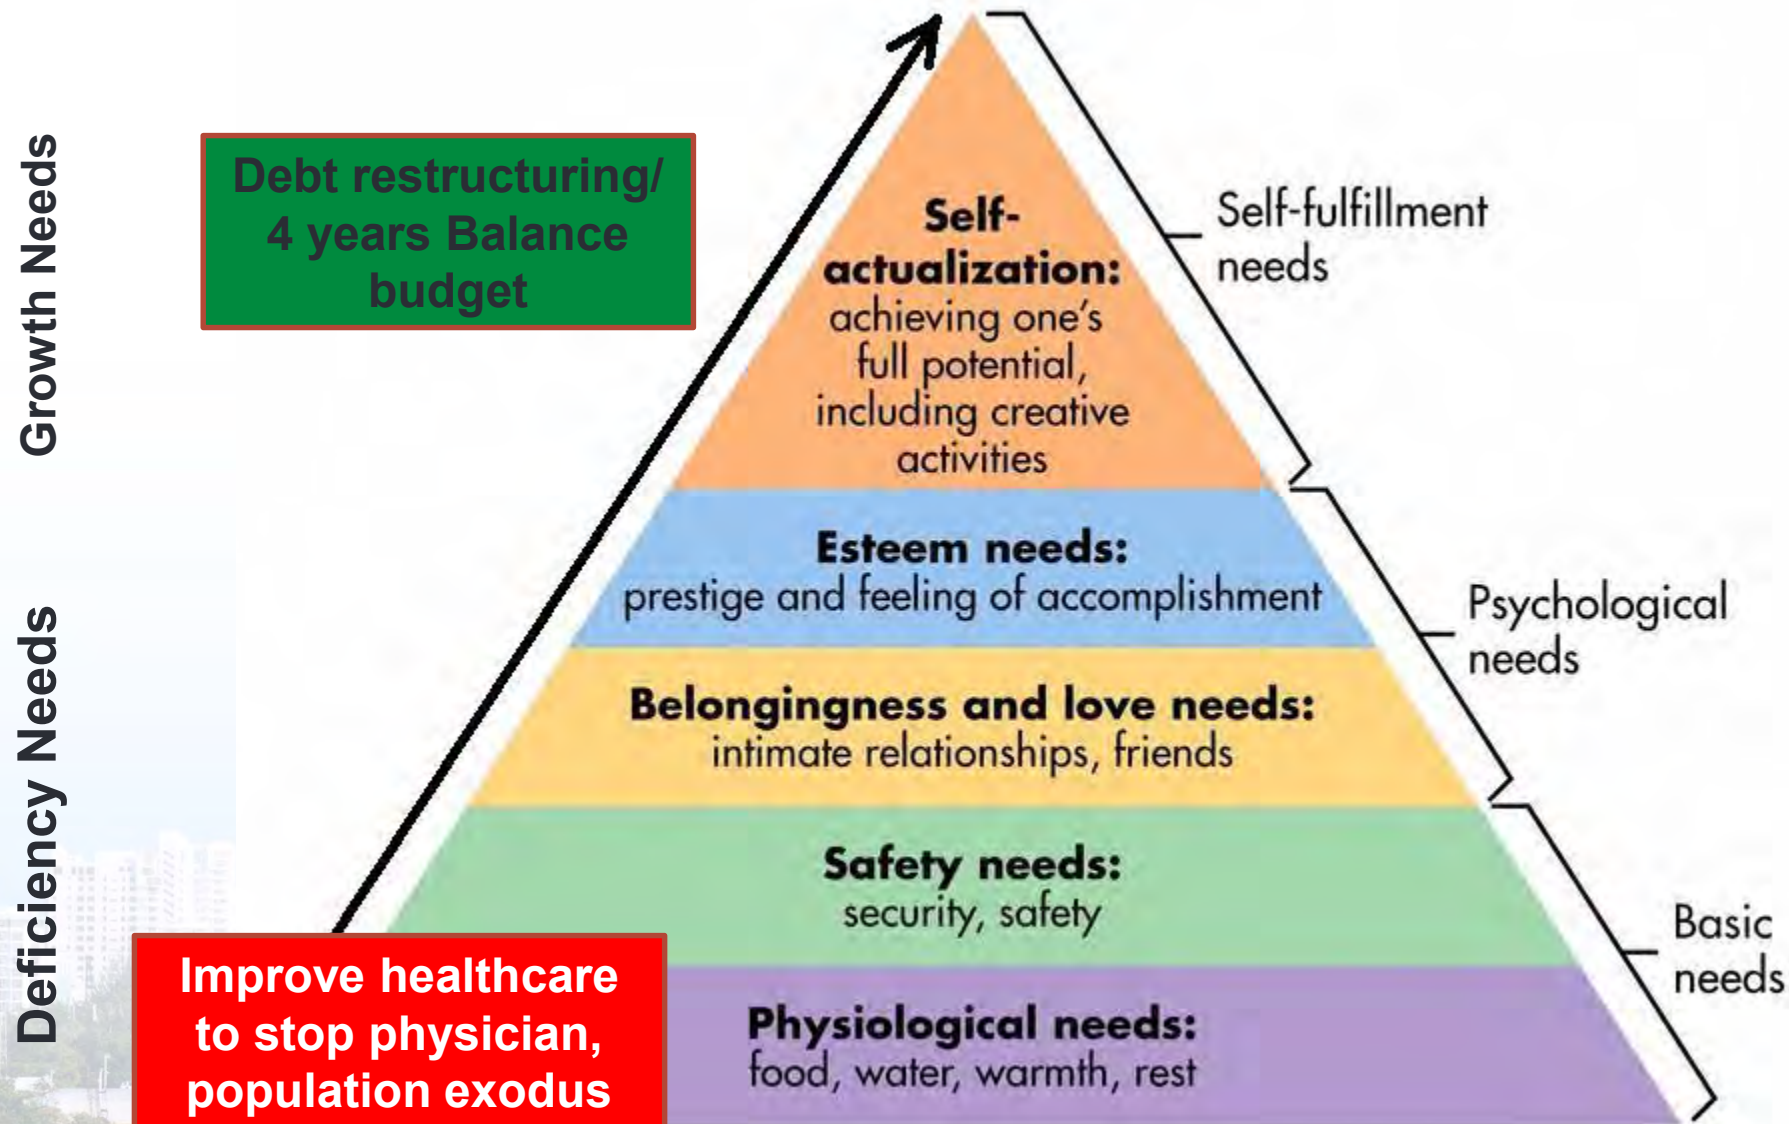 Growth Needs
Deficiency Needs
Debt restructuring/
4 years Balance
budget
Improve healthcare
to stop physician,
population exodus
Self-
actualization:
achieving one's
full potential,
including creative
activities
Esteem needs:
prestige and feeling of accomplishment
Belongingness and love needs:
intimate relationships, friends
Safety needs:
security, safety
Physiological needs:
food, water, warmth, rest
Self-fulfillment
needs
Psychological
needs
Basic
needs